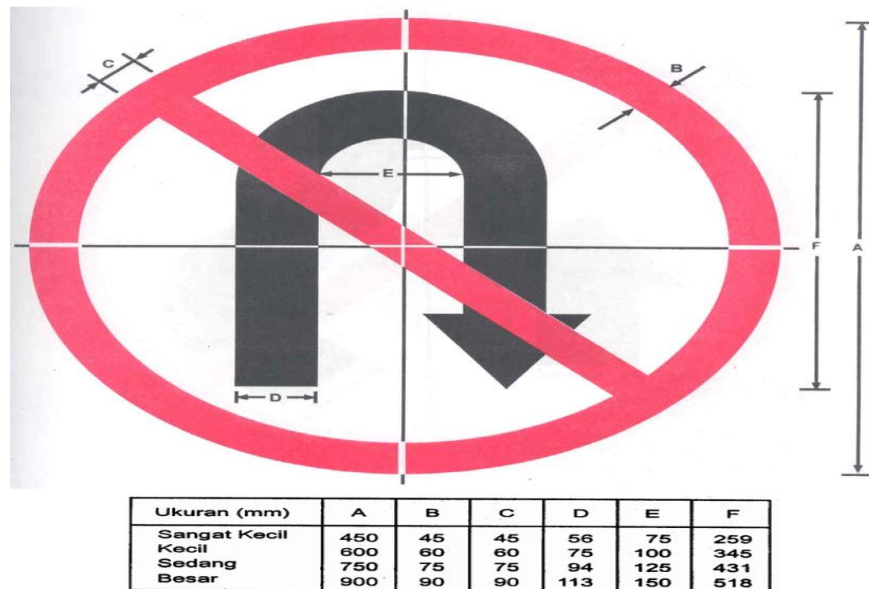 C
B
E
F
A
D
Ukuran (mm) A B C D E F
Sangat Kecil 450 45 45 56 75 259
Kecil 600 60 60 75 100 345
Sedang 750 75 75 94 125 431
Besar 900 90 90 113 150 518